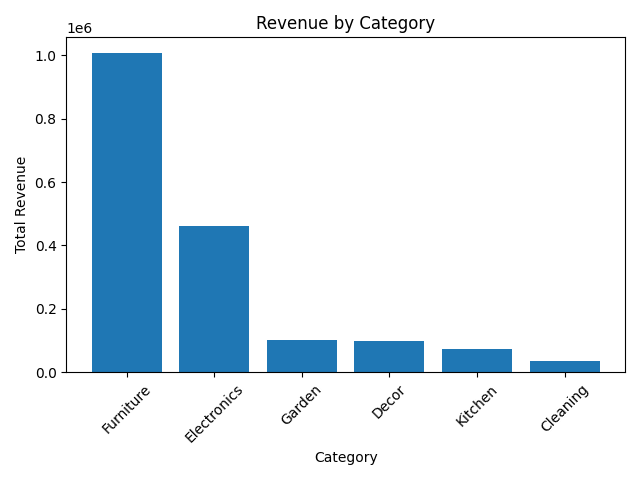 Revenue by Category
1e6
1.0
0.8
0.6
0.4
0.2
0.0
Total Revenue
Furniture
Electronics
Garden
Decor
Kitchen
Cleaning
Category